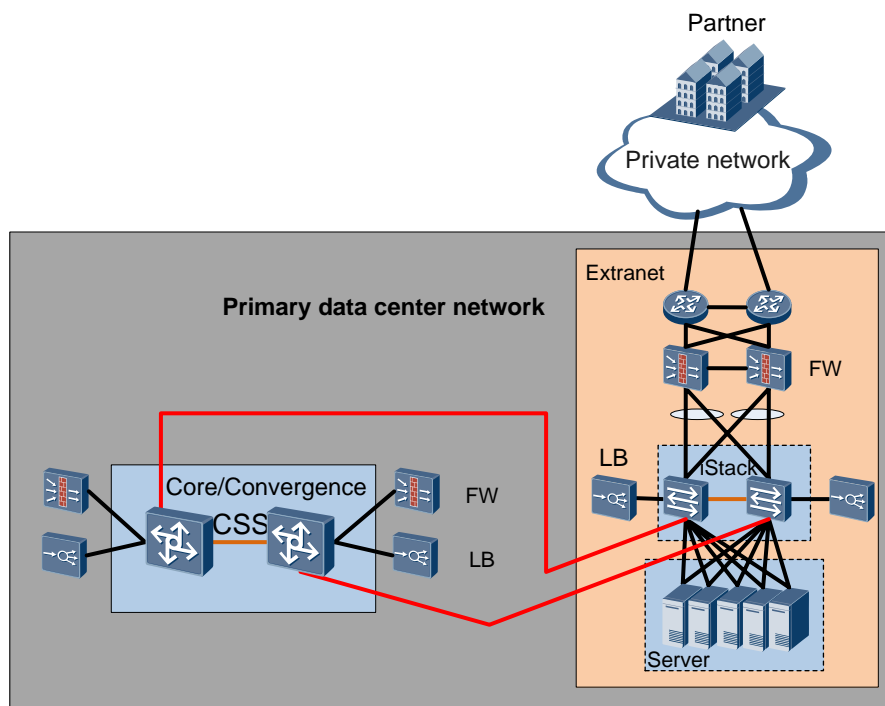 Partner
Private network
Extranet
Primary data center network
FW
LB
iStack
Core/Convergence
CSS
FW
LB
Server